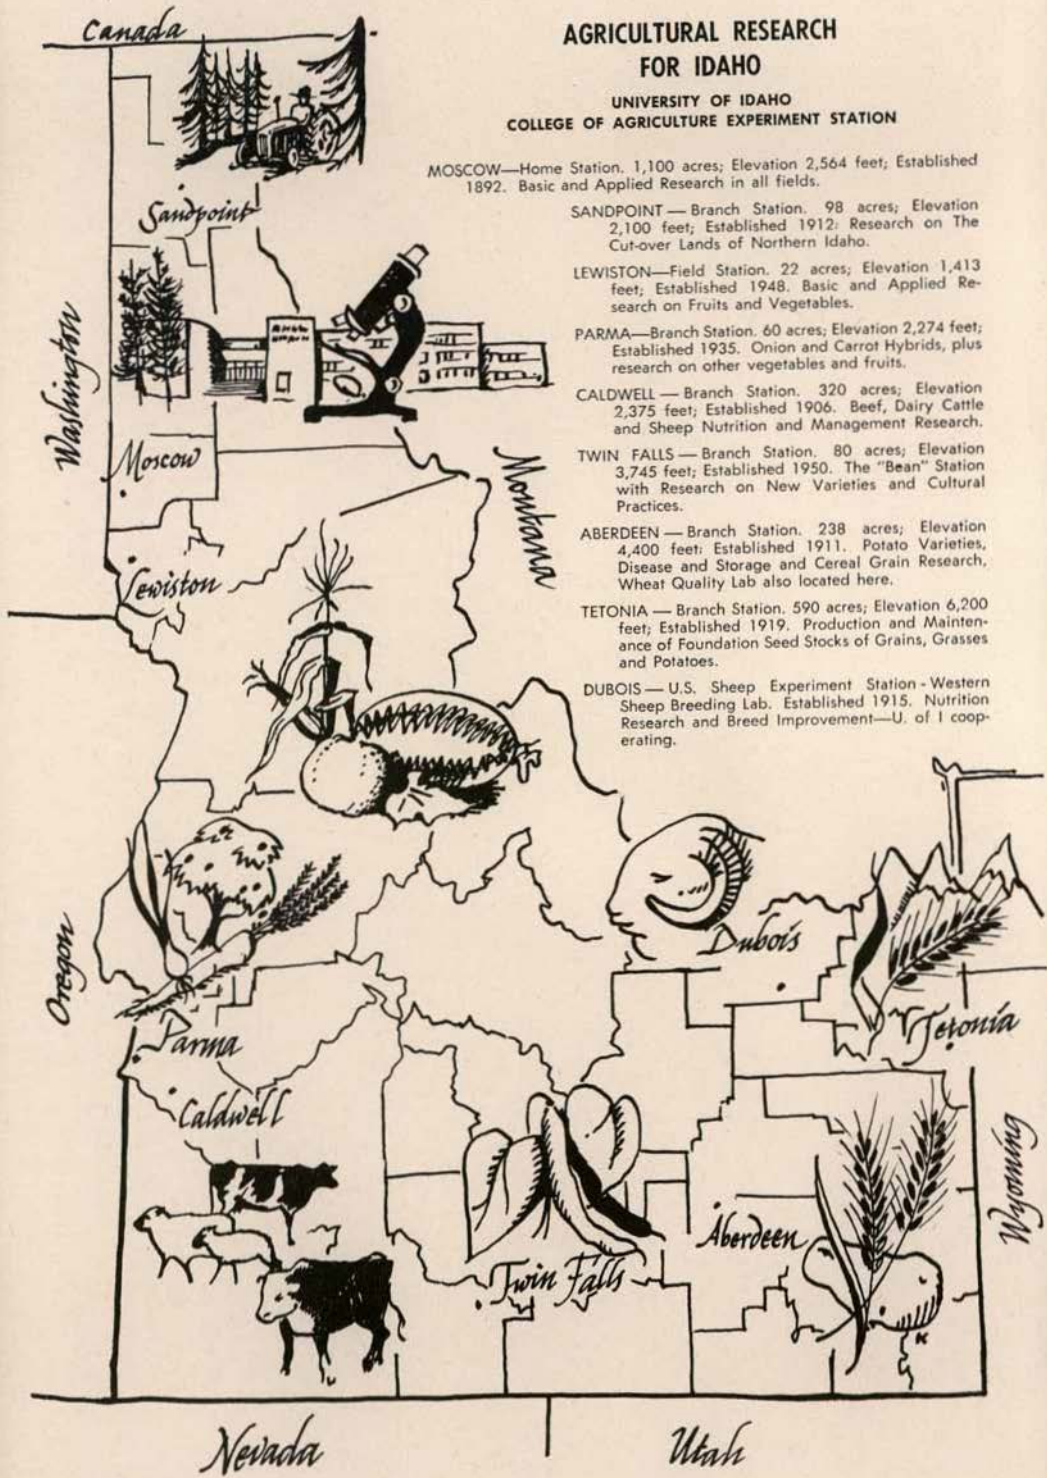 AGRICULTURAL RESEARCH
FOR IDAHO
UNIVERSITY OF IDAHO
COLLEGE OF AGRICULTURE EXPERIMENT STATION
MOSCOW—Home Station. 1,100 acres; Elevation 2,564 feet; Established
1892. Basic and Applied Research in all fields.
SANDPOINT — Branch Station. 98 acres; Elevation
2,100 feet; Established 1912: Research on The
Cut-over Lands of Northern Idaho.
LEWISTON—Field Station. 22 acres; Elevation 1,413
feet; Established 1948. Basic and Applied Re-
search on Fruits and Vegetables.
PARMA—Branch Station. 60 acres; Elevation 2,274 feet;
Established 1935. Onion and Carrot Hybrids, plus
research on other vegetables and fruits.
CALDWELL — Branch Station. 320 acres; Elevation
2,375 feet; Established 1906. Beef, Dairy Cattle
and Sheep Nutrition and Management Research.
TWIN FALLS — Branch Station. 80 acres; Elevation
3,745 feet; Established 1950. The "Bean" Station
with Research on New Varieties and Cultural
Practices.
ABERDEEN — Branch Station. 238 acres; Elevation
4,400 feet; Established 1911. Potato Varieties,
Disease and Storage and Cereal Grain Research,
Wheat Quality Lab also located here.
TETONIA — Branch Station. 590 acres; Elevation 6,200
feet; Established 1919. Production and Mainten-
ance of Foundation Seed Stocks of Grains, Grasses
and Potatoes.
DUBOIS — U.S. Sheep Experiment Station - Western
Sheep Breeding Lab. Established 1915. Nutrition
Research and Breed Improvement—U. of I coop-
erating.
Canada
Sandpoint
Washington
Moscow
Montana
Lewiston
Oregon
Dubois
Tetonia
Parma
Caldwell
Wyoming
Aberdeen
Twin Falls
Nevada
Utah